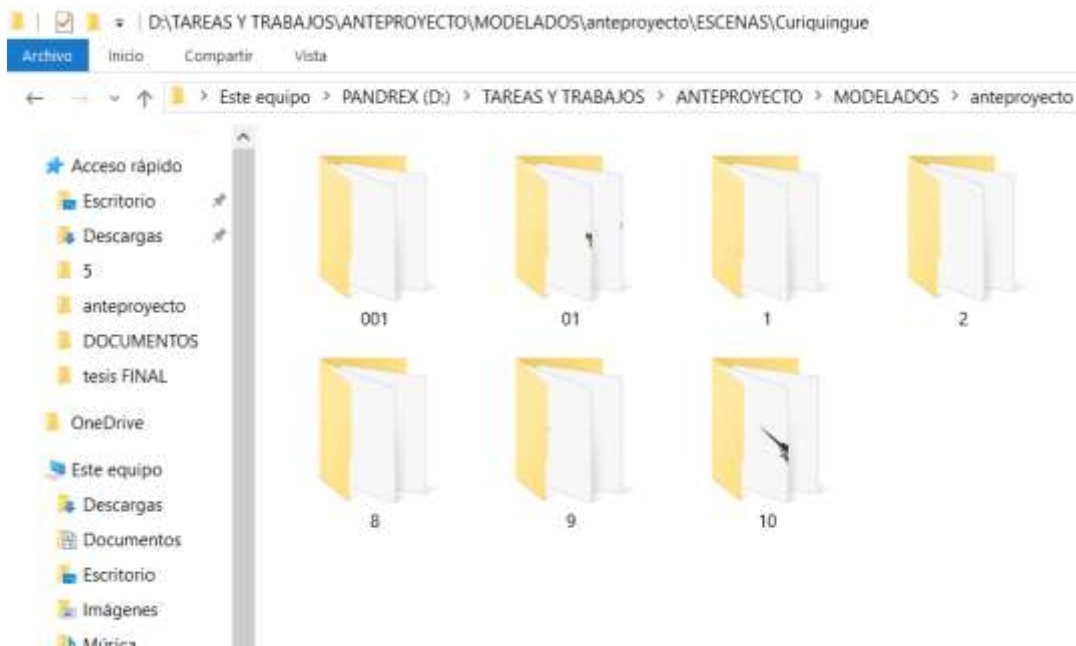 D:\TAREAS Y TRABAJOS\ANTEPROYECTO\MODELADOS\anteproyecto\ESCENAS\Curiquingue
Archivo Inicio Compartir Vista
Este equipo > PANDREX (D:) > TAREAS Y TRABAJOS > ANTEPROYECTO > MODELADOS > anteproyecto
Acceso rápido
Escritorio
Descargas
5
anteproyecto
DOCUMENTOS
tesis FINAL
OneDrive
Este equipo
Descargas
Documentos
Escritorio
Imágenes
Música
001 01 1 2
8 9 10